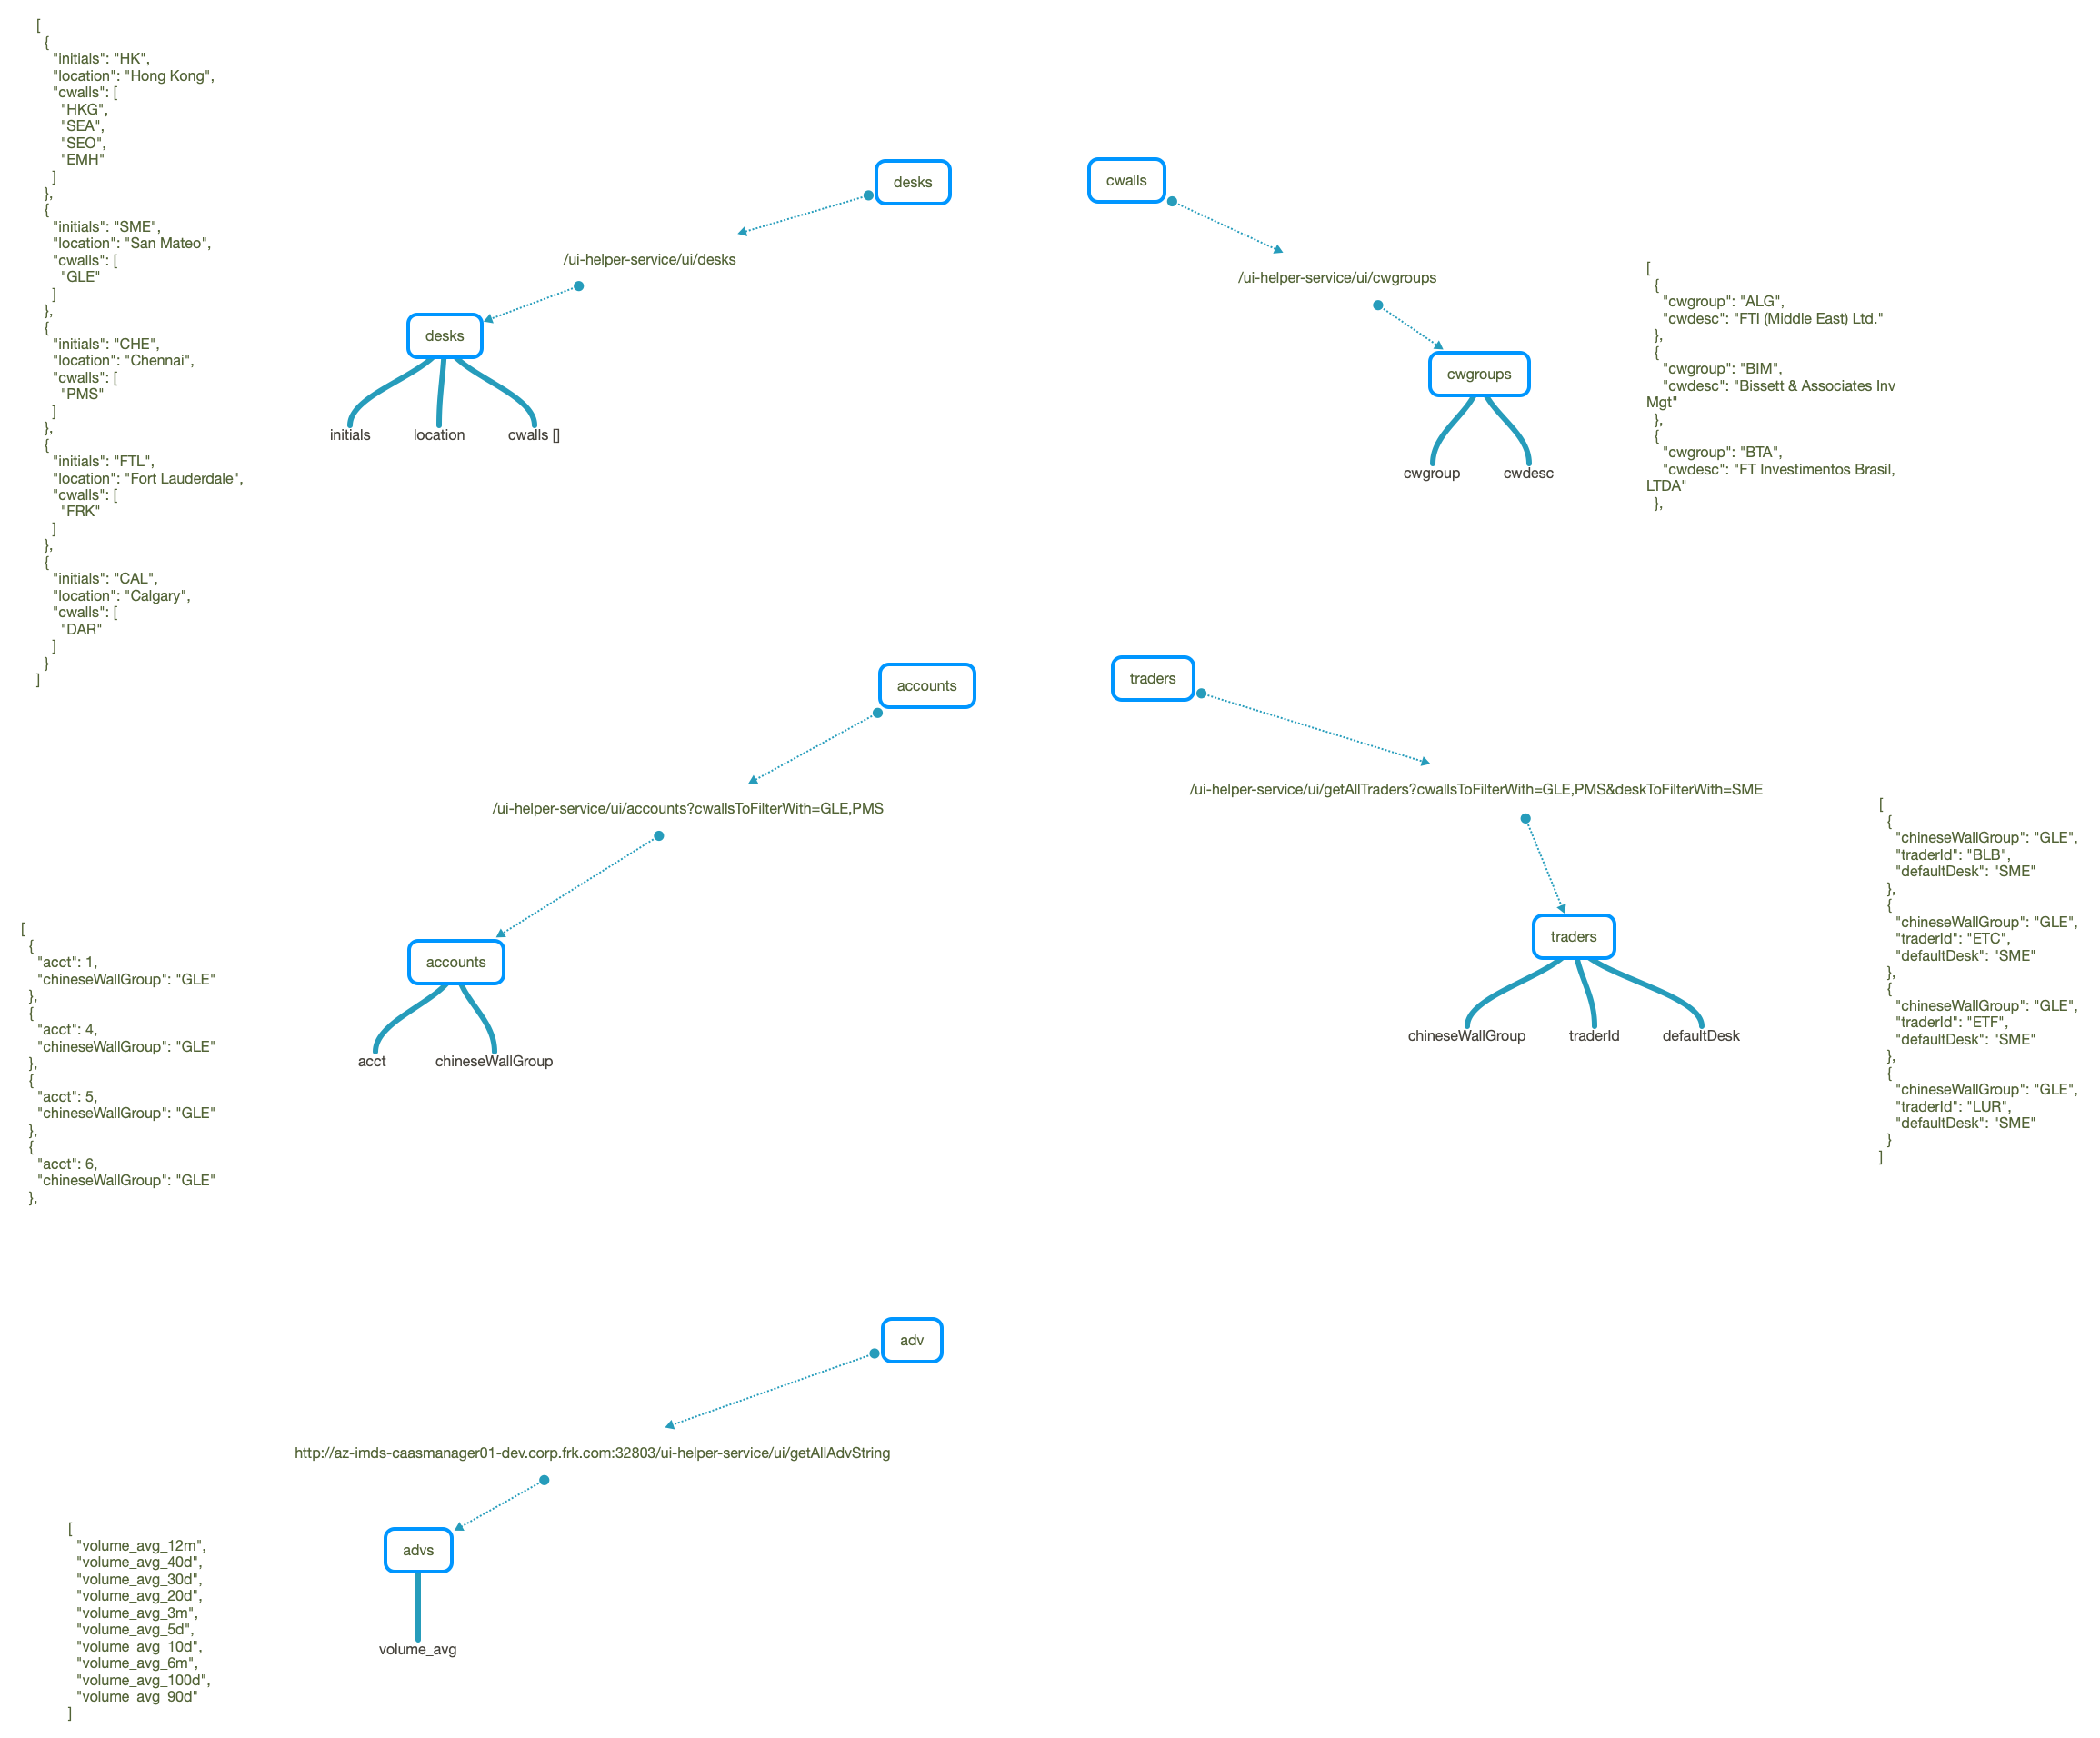 [
  {
    "initials": "HK",
    "location": "Hong Kong",
    "cwalls": [
      "HKG",
      "SEA",
      "SEO",
      "EMH"
    ]
  },
  {
    "initials": "SME",
    "location": "San Mateo",
    "cwalls": [
      "GLE"
    ]
  },
  {
    "initials": "CHE",
    "location": "Chennai",
    "cwalls": [
      "PMS"
    ]
  },
  {
    "initials": "FTL",
    "location": "Fort Lauderdale",
    "cwalls": [
      "FRK"
    ]
  },
  {
    "initials": "CAL",
    "location": "Calgary",
    "cwalls": [
      "DAR"
    ]
  }
]
desks
/ui-helper-service/ui/desks
desks
initials
location
cwalls []
cwalls
/ui-helper-service/ui/cwgroups
cwgroups
cwgroup
cwdesc
[
  {
    "cwgroup": "ALG",
    "cwdesc": "FTI (Middle East) Ltd."
  },
  {
    "cwgroup": "BIM",
    "cwdesc": "Bissett & Associates Inv
Mgt"
  },
  {
    "cwgroup": "BTA",
    "cwdesc": "FT Investimentos Brasil,
LTDA"
  },
accounts
/ui-helper-service/ui/accounts?cwallsToFilterWith=GLE,PMS
accounts
acct
chineseWallGroup
[
  {
    "acct": 1,
    "chineseWallGroup": "GLE"
  },
  {
    "acct": 4,
    "chineseWallGroup": "GLE"
  },
  {
    "acct": 5,
    "chineseWallGroup": "GLE"
  },
  {
    "acct": 6,
    "chineseWallGroup": "GLE"
  },
traders
/ui-helper-service/ui/getAllTraders?cwallsToFilterWith=GLE,PMS&deskToFilterWith=SME
traders
chineseWallGroup
traderId
defaultDesk
[
  {
    "chineseWallGroup": "GLE",
    "traderId": "BLB",
    "defaultDesk": "SME"
  },
  {
    "chineseWallGroup": "GLE",
    "traderId": "ETC",
    "defaultDesk": "SME"
  },
  {
    "chineseWallGroup": "GLE",
    "traderId": "ETF",
    "defaultDesk": "SME"
  },
  {
    "chineseWallGroup": "GLE",
    "traderId": "LUR",
    "defaultDesk": "SME"
  }
]
adv
http://az-imds-caasmanager01-dev.corp.frk.com:32803/ui-helper-service/ui/getAllAdvString
advs
volume_avg
[
  "volume_avg_12m",
  "volume_avg_40d",
  "volume_avg_30d",
  "volume_avg_20d",
  "volume_avg_3m",
  "volume_avg_5d",
  "volume_avg_10d",
  "volume_avg_6m",
  "volume_avg_100d",
  "volume_avg_90d"
]